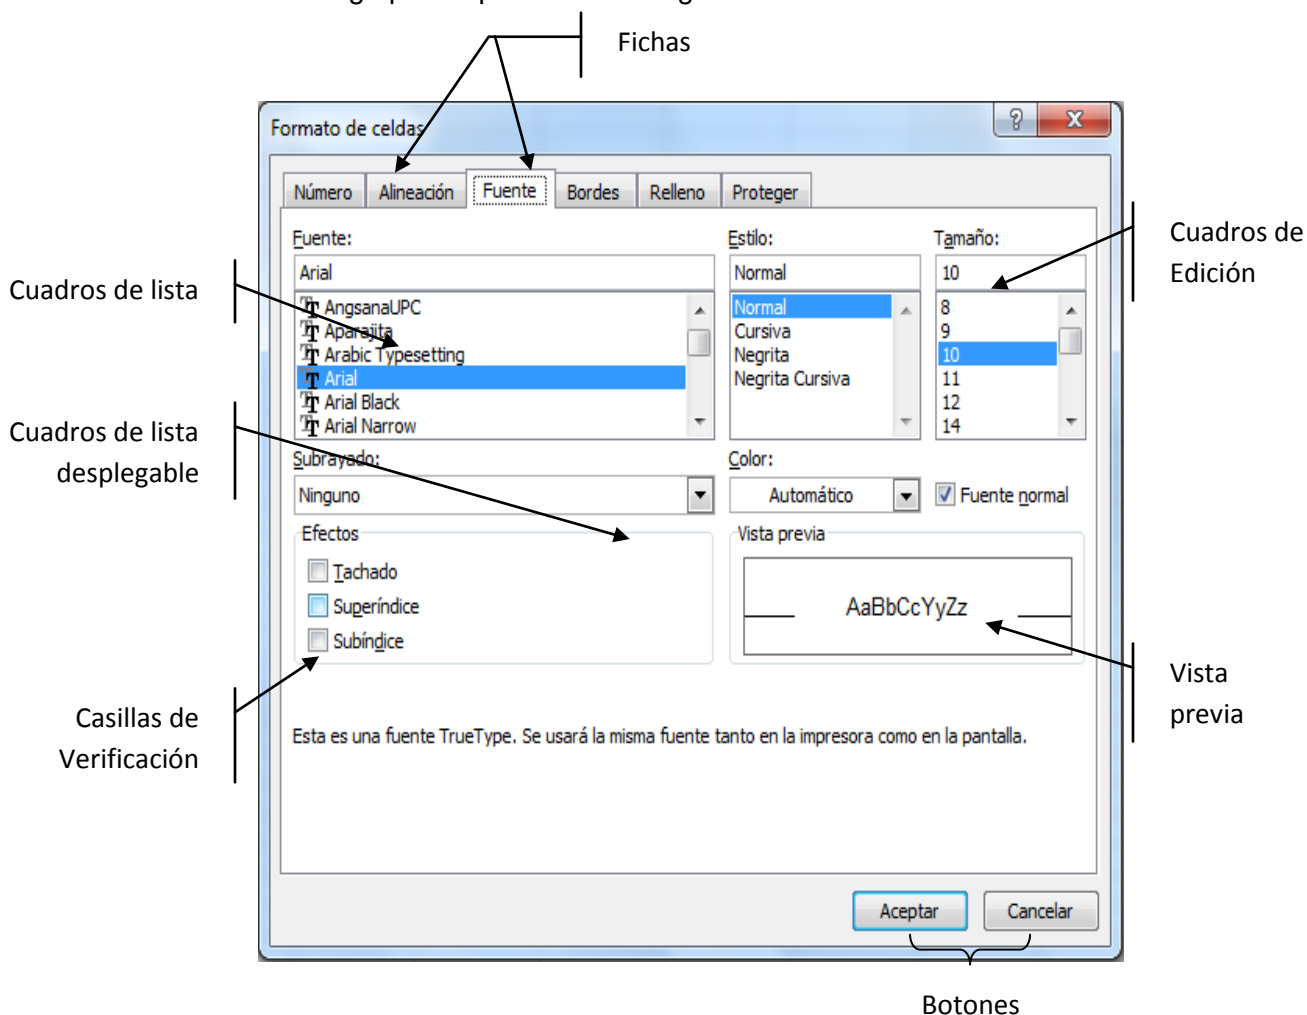 Fichas
Formato de celdas
Número Alineación Fuente Bordes Relleno Proteger
Fuente: Estilo: Tamaño:
Arial Normal 10
AngsanaUPC Normal 8
Aparajita Cursiva 9
Arabic Typesetting Negrita 10
Arial Negrita Cursiva 11
Arial Black 12
Arial Narrow 14
Subrayado: Color:
Ninguno Automático Fuente normal
Efectos Vista previa
Tachado
Superíndice AaBbCcYyZz
Subíndice
Esta es una fuente TrueType. Se usará la misma fuente tanto en la impresora como en la pantalla.
Aceptar Cancelar
Cuadros de lista
Cuadros de lista
desplegable
Casillas de
Verificación
Cuadros de
Edición
Vista
previa
Botones